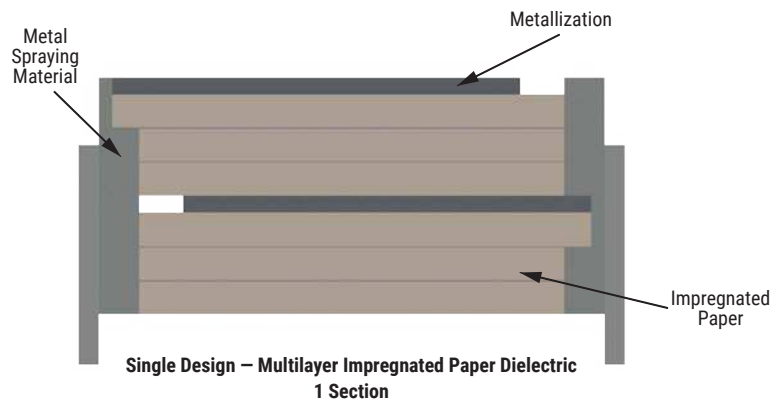 Metallization
Metal
Spraying
Material
Impregnated
Paper
Single Design – Multilayer Impregnated Paper Dielectric
1 Section